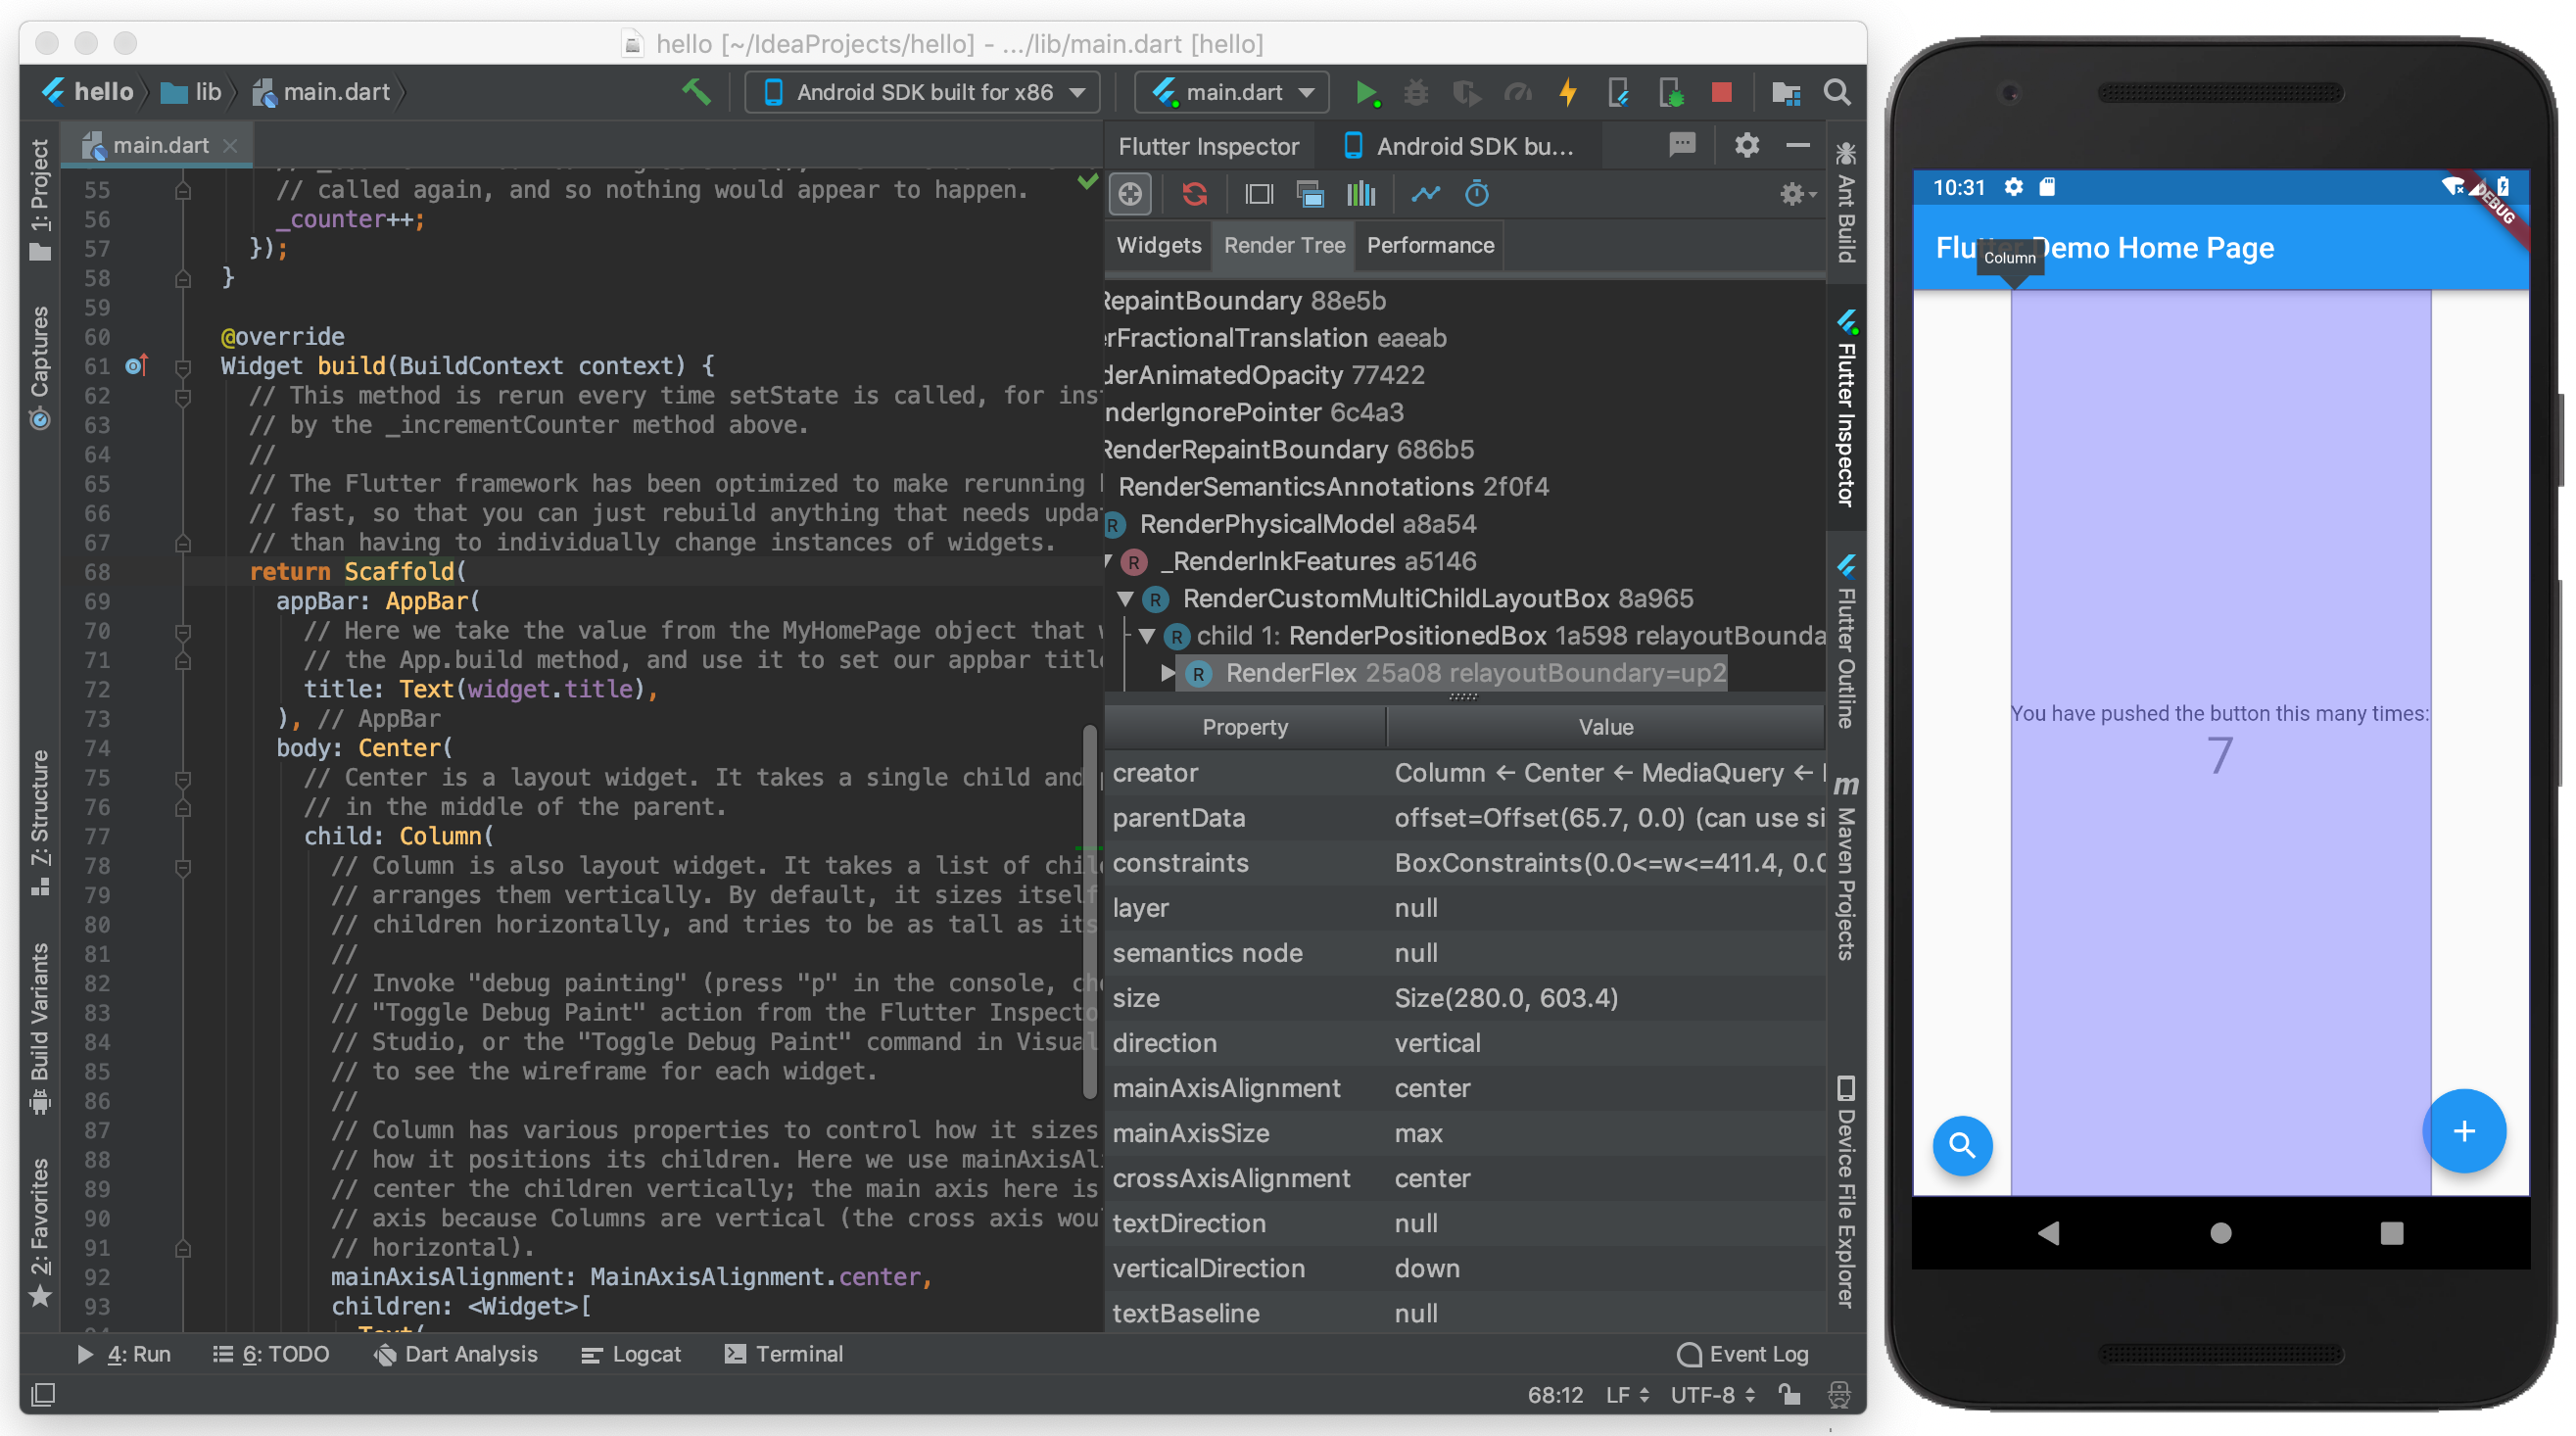 hello [~/IdeaProjects/hello] - .../lib/main.dart [hello]
hello lib main.dart
Android SDK built for x86
main.dart
1: Project
Captures
7: Structure
Build Variants
2: Favorites
main.dart
55 // called again, and so nothing would appear to happen.
56 _counter++;
57 });
58 }
59
60 @override
61 Widget build(BuildContext context) {
62 // This method is rerun every time setState is called, for ins
63 // by the _incrementCounter method above.
64 //
65 // The Flutter framework has been optimized to make rerunning
66 // fast, so that you can just rebuild anything that needs upda
67 // than having to individually change instances of widgets.
68 return Scaffold(
69 appBar: AppBar(
70 // Here we take the value from the MyHomePage object that
71 // the App.build method, and use it to set our appbar titl
72 title: Text(widget.title),
73 ), // AppBar
74 body: Center(
75 // Center is a layout widget. It takes a single child and
76 // in the middle of the parent.
77 child: Column(
78 // Column is also layout widget. It takes a list of chil
79 // arranges them vertically. By default, it sizes itself
80 // children horizontally, and tries to be as tall as its
81 //
82 // Invoke "debug painting" (press "p" in the console, ch
83 // "Toggle Debug Paint" action from the Flutter Inspecto
84 // Studio, or the "Toggle Debug Paint" command in Visual
85 // to see the wireframe for each widget.
86 //
87 // Column has various properties to control how it sizes
88 // how it positions its children. Here we use mainAxisAl
89 // center the children vertically; the main axis here is
90 // axis because Columns are vertical (the cross axis wou
91 // horizontal).
92 mainAxisAlignment: MainAxisAlignment.center,
93 children: <Widget>[
Flutter Inspector Android SDK bu...
Widgets Render Tree Performance
RepaintBoundary 88e5b
erFractionalTranslation eaeab
derAnimatedOpacity 77422
nderIgnorePointer 6c4a3
RenderRepaintBoundary 686b5
RenderSemanticsAnnotations 2f0f4
R RenderPhysicalModel a8a54
R _RenderInkFeatures a5146
R RenderCustomMultiChildLayoutBox 8a965
R child 1: RenderPositionedBox 1a598 relayoutBounda
R RenderFlex 25a08 relayoutBoundary=up2
Property Value
creator Column ← Center ← MediaQuery ←
parentData offset=Offset(65.7, 0.0) (can use si
constraints BoxConstraints(0.0<=w<=411.4, 0.0
layer null
semantics node null
size Size(280.0, 603.4)
direction vertical
mainAxisAlignment center
mainAxisSize max
crossAxisAlignment center
textDirection null
verticalDirection down
textBaseline null
Ant Build
Flutter Inspector
Flutter Outline
m Maven Projects
Device File Explorer
4: Run 6: TODO Dart Analysis Logcat Terminal Event Log
68:12 LF UTF-8
10:31
DEBUG
Flutter Demo Home Page
Column
You have pushed the button this many times:
7